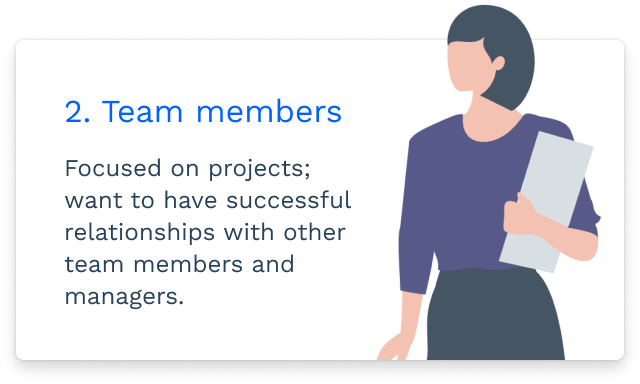 2. Team members
Focused on projects;
want to have successful
relationships with other
team members and
managers.